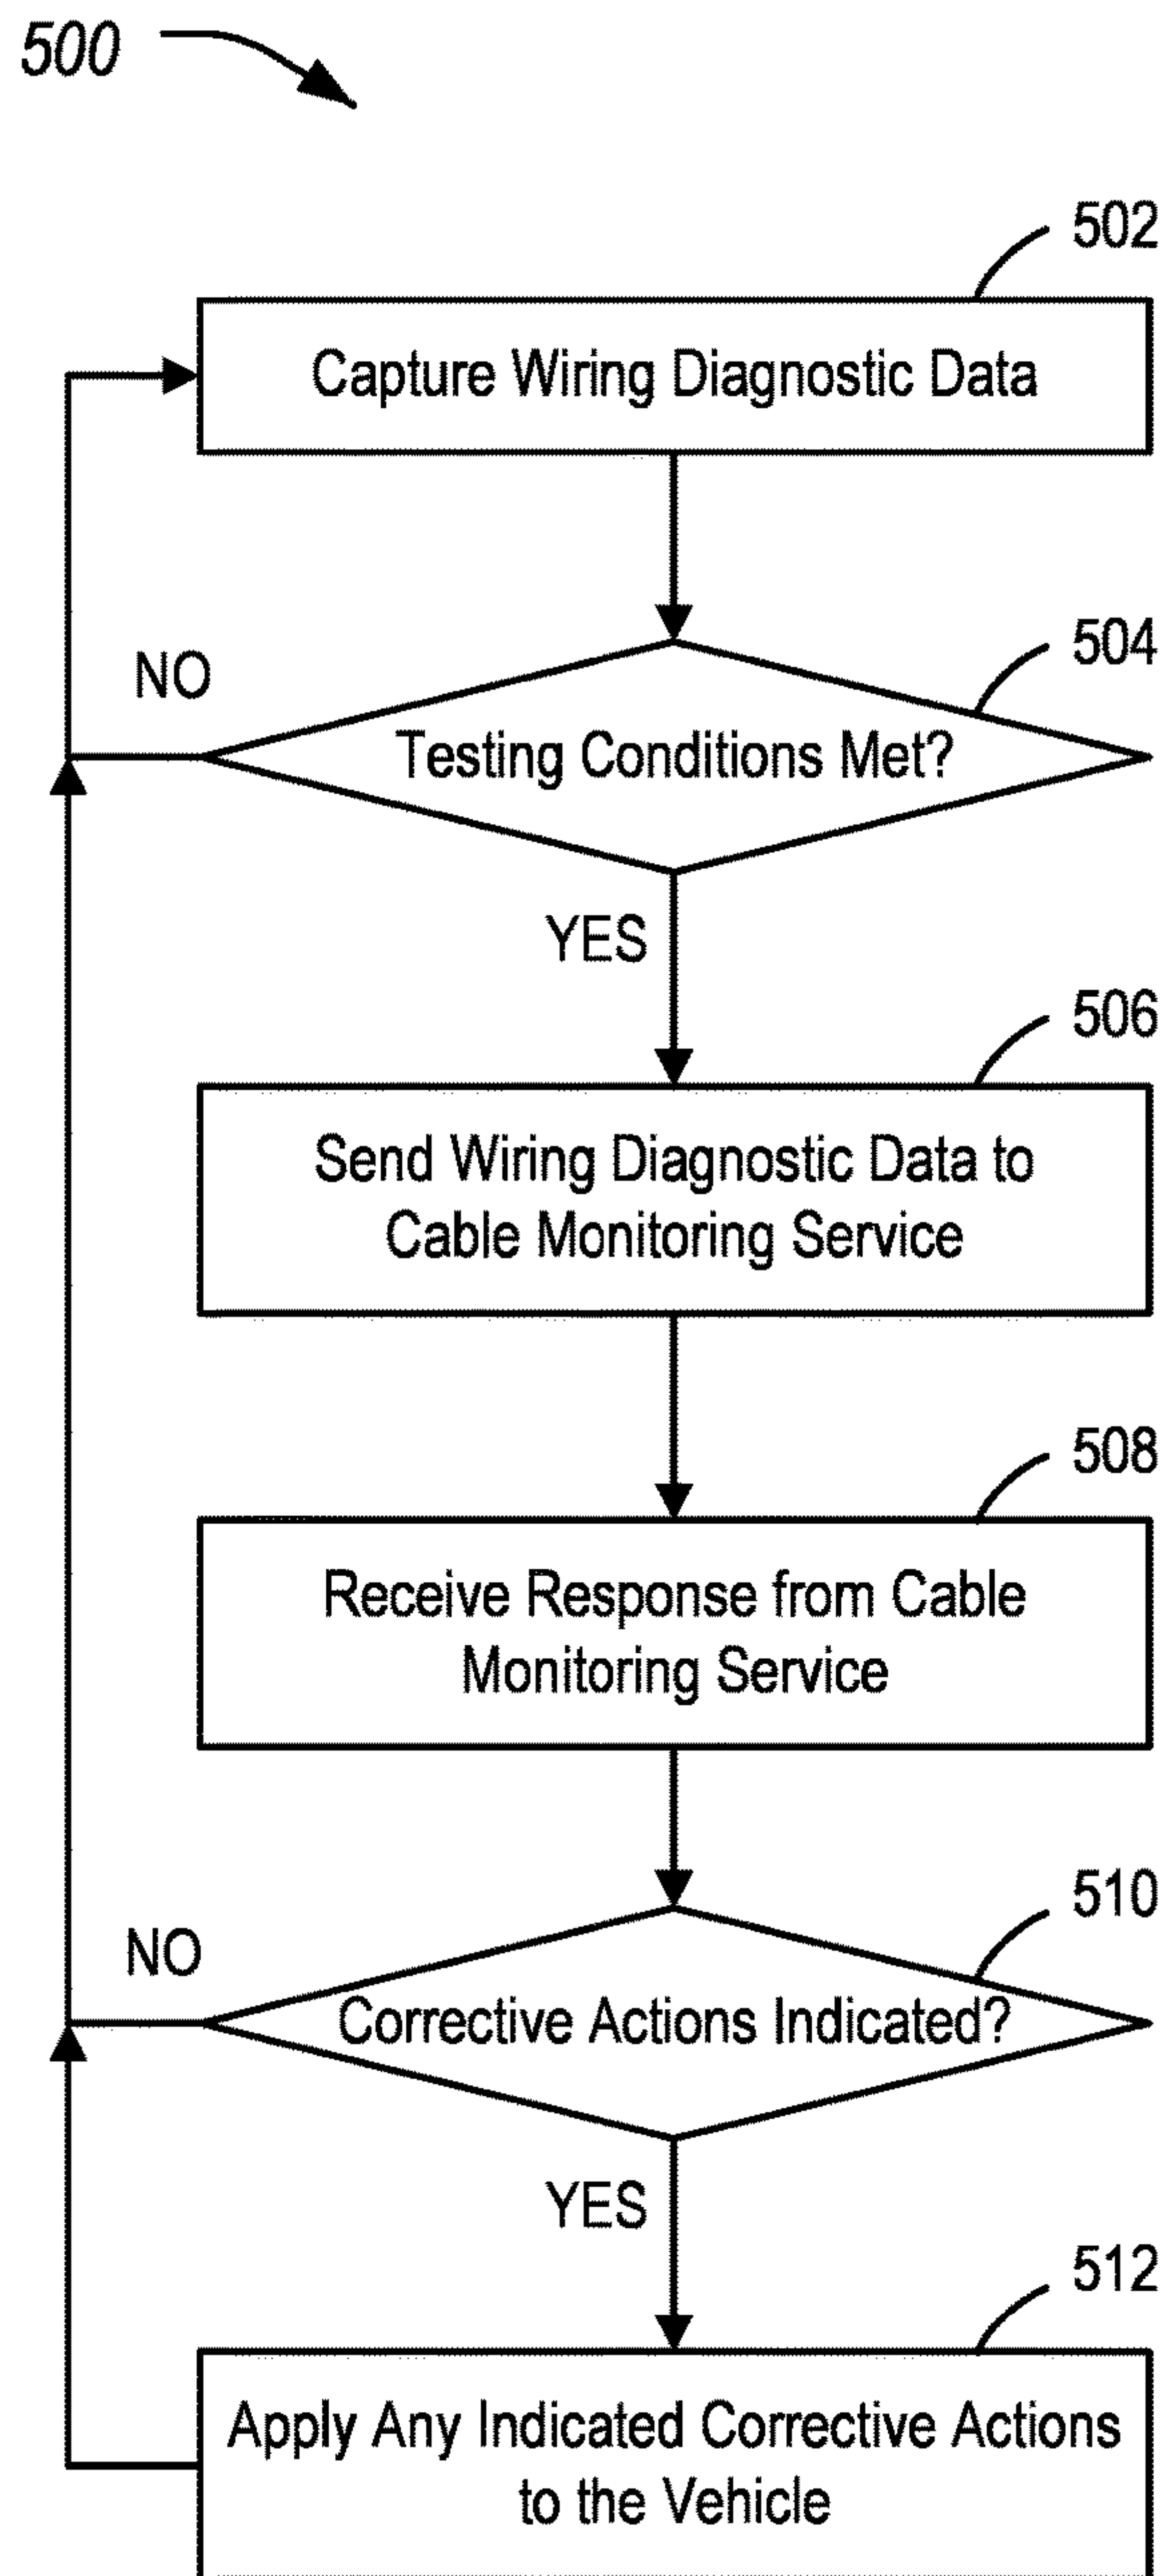 500
502
Capture Wiring Diagnostic Data
504
NO
Testing Conditions Met?
YES
506
Send Wiring Diagnostic Data to
Cable Monitoring Service
508
Receive Response from Cable
Monitoring Service
510
NO
Corrective Actions Indicated?
YES
512
Apply Any Indicated Corrective Actions
to the Vehicle